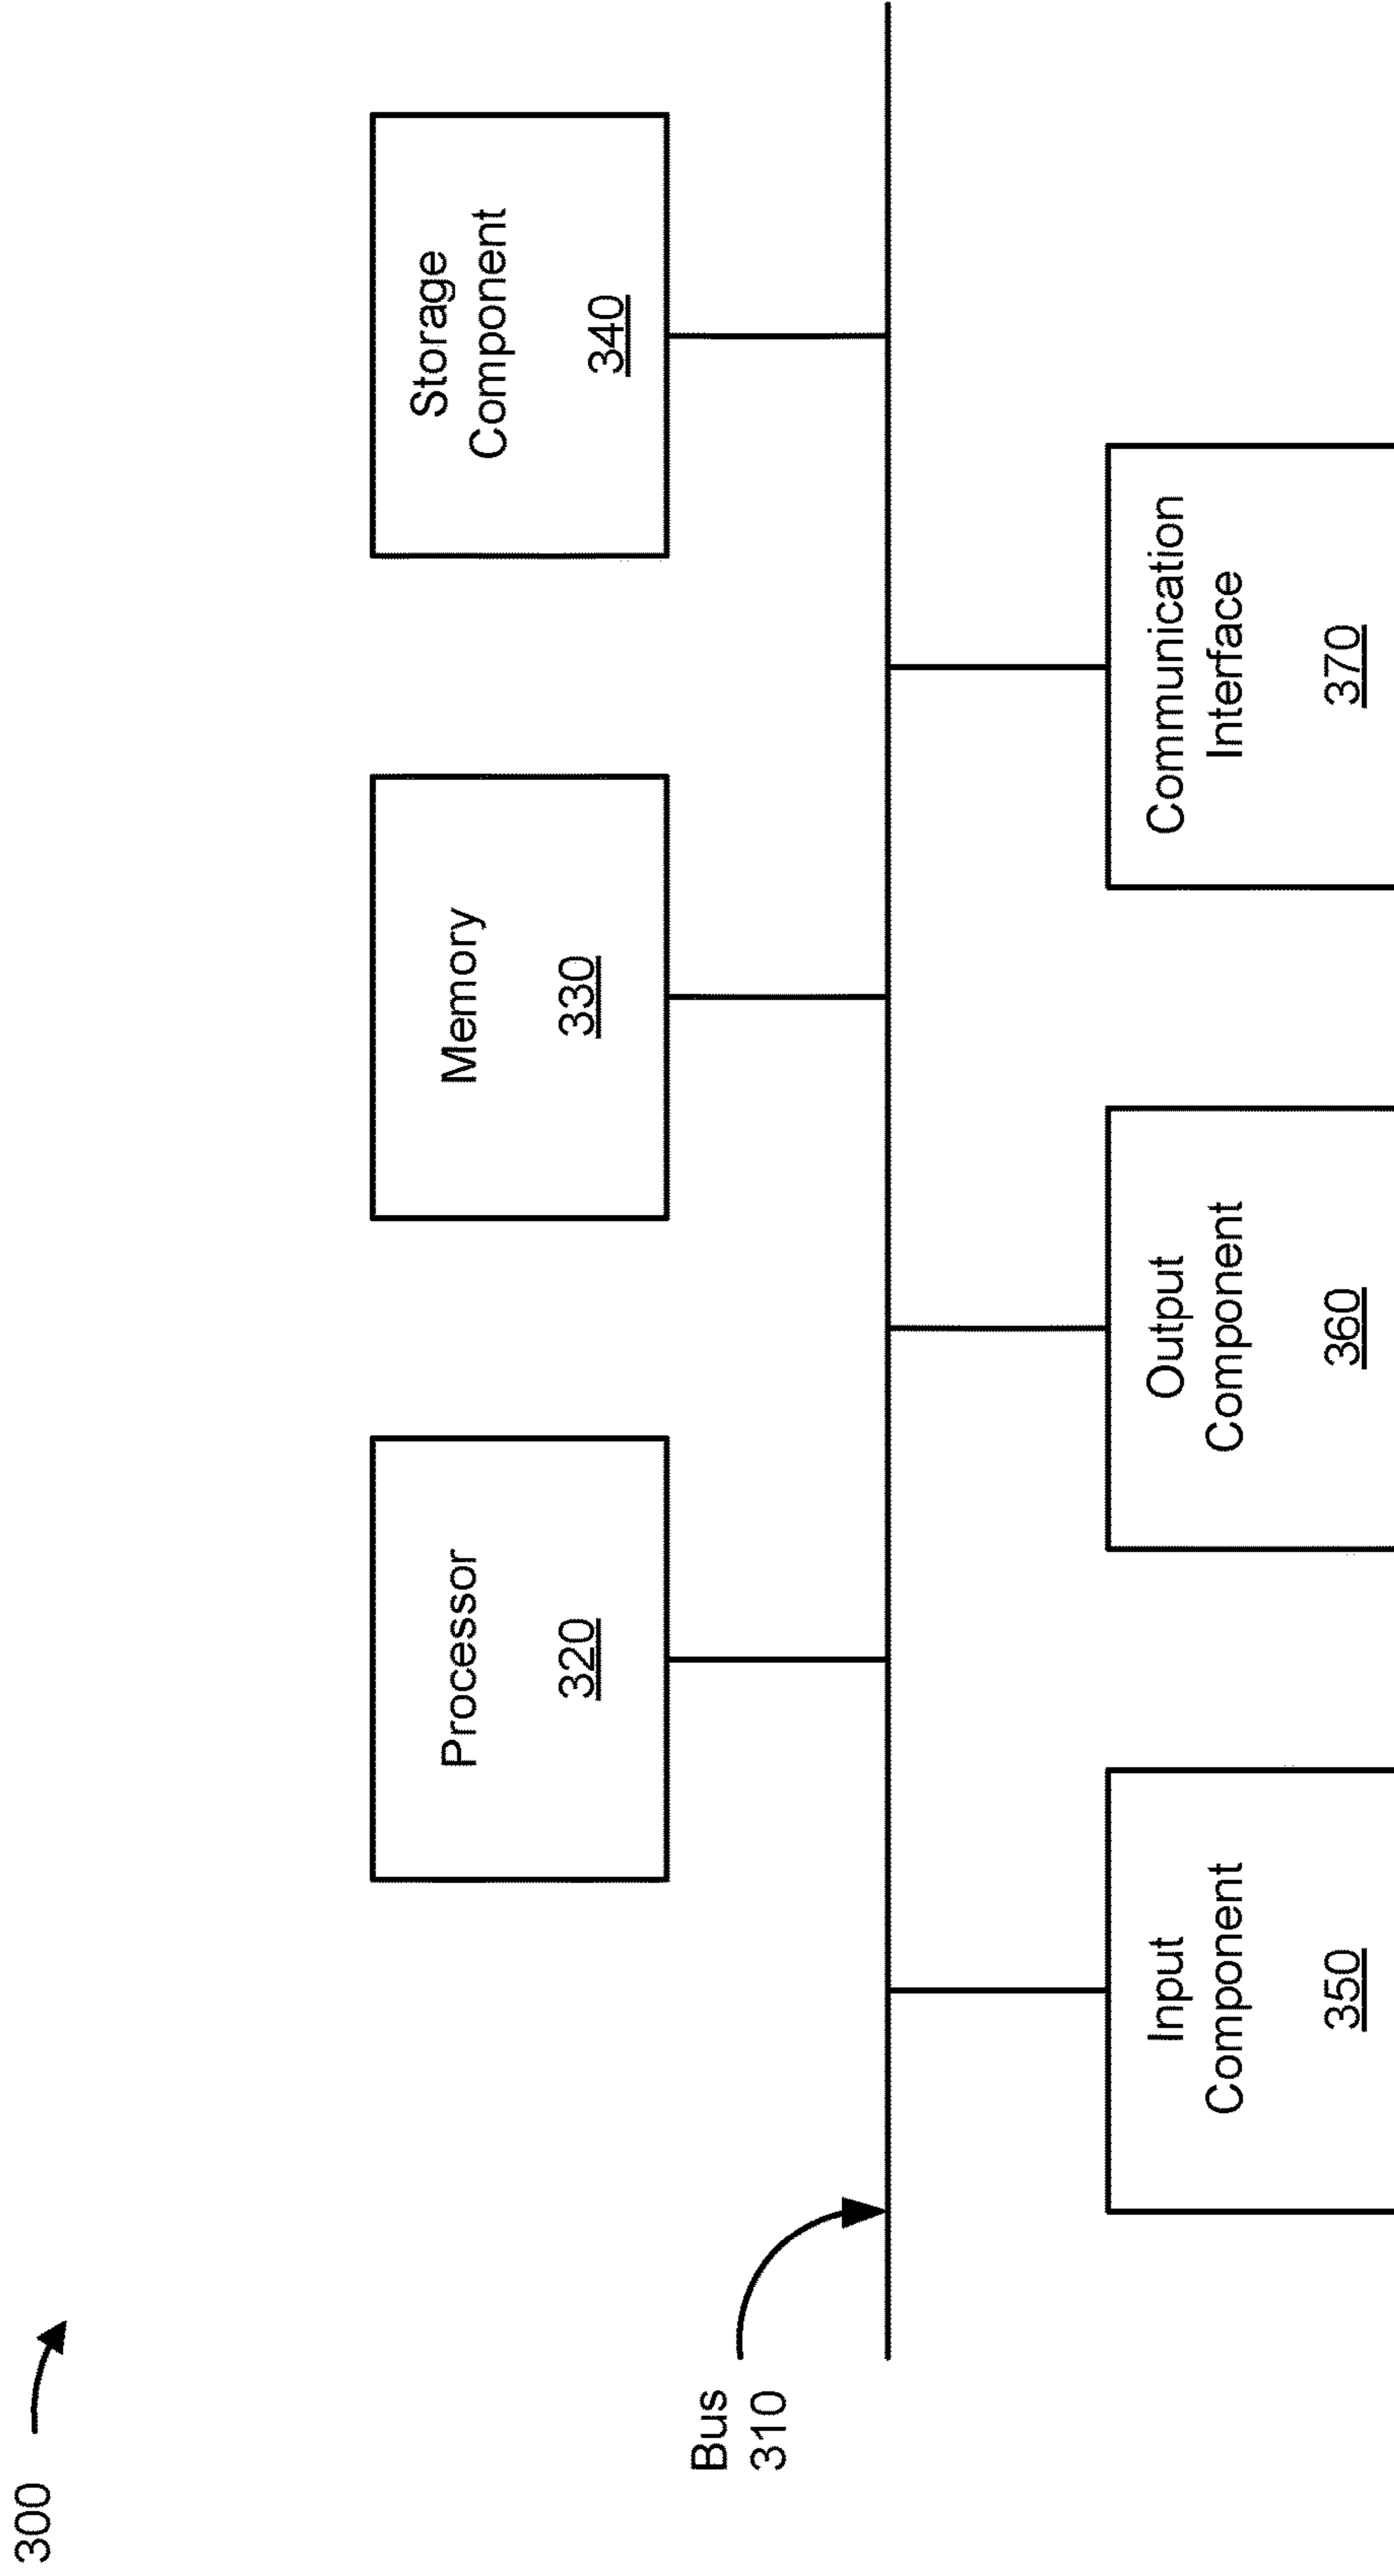 300
Processor
320
Memory
330
Storage
Component
340
Bus
310
Input
Component
350
Output
Component
360
Communication
Interface
370